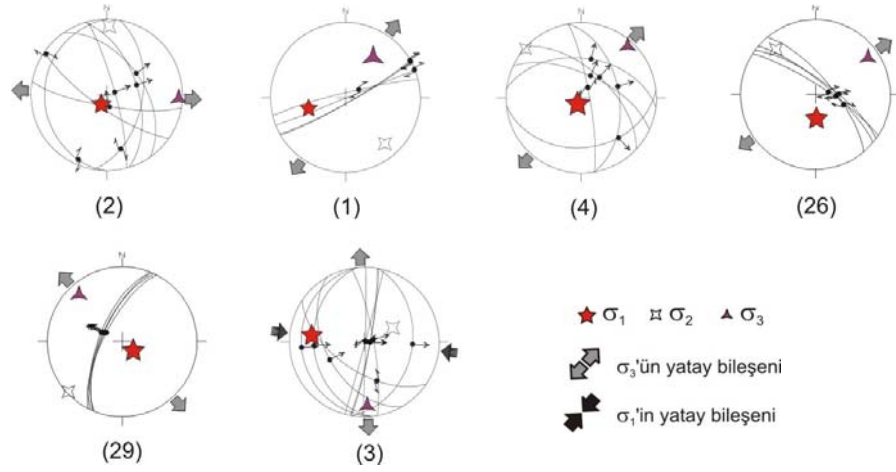 N N N N
(2) (1) (4) (26)
N N
σ₁ σ₂ σ₃
σ₃'ün yatay bileşeni
σ₁'in yatay bileşeni
(29) (3)